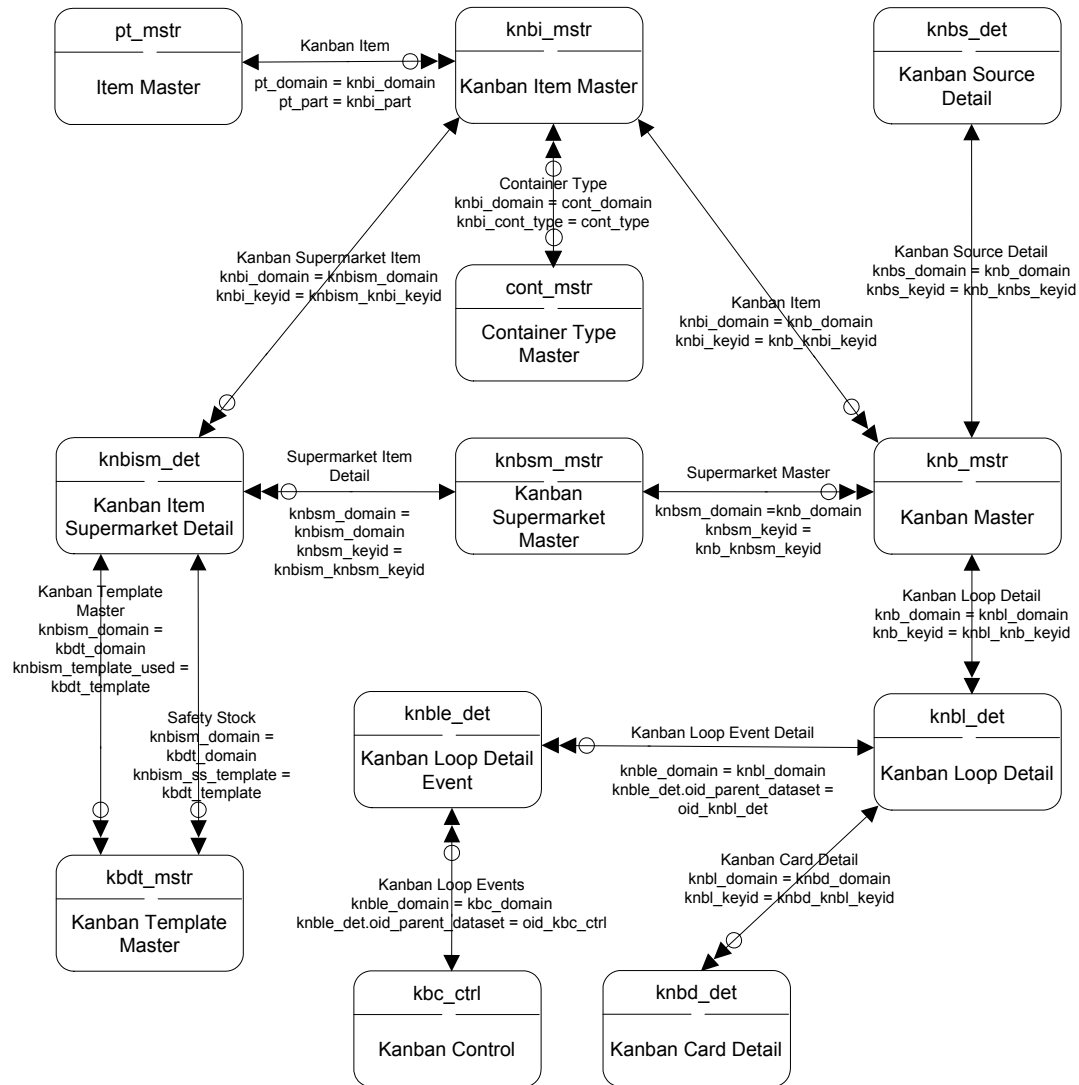 pt_mstr
Item Master
Kanban Item
pt_domain = knbi_domain
pt_part = knbi_part
knbi_mstr
Kanban Item Master
knbs_det
Kanban Source
Detail
Container Type
knbi_domain = cont_domain
knbi_cont_type = cont_type
Kanban Supermarket Item
knbi_domain = knbism_domain
knbi_keyid = knbism_knbi_keyid
cont_mstr
Container Type
Master
Kanban Item
knbi_domain = knb_domain
knbi_keyid = knb_knbi_keyid
Kanban Source Detail
knbs_domain = knb_domain
knbs_keyid = knb_knbs_keyid
knbism_det
Kanban Item
Supermarket Detail
Supermarket Item
Detail
knbsm_domain =
knbism_domain
knbsm_keyid =
knbism_knbsm_keyid
knbsm_mstr
Kanban
Supermarket
Master
Supermarket Master
knbsm_domain =knb_domain
knbsm_keyid =
knb_knbsm_keyid
knb_mstr
Kanban Master
Kanban Template
Master
knbism_domain =
kbdt_domain
knbism_template_used =
kbdt_template
Safety Stock
knbism_domain =
kbdt_domain
knbism_ss_template =
kbdt_template
Kanban Loop Detail
knb_domain = knbl_domain
knb_keyid = knbl_knb_keyid
knble_det
Kanban Loop Detail
Event
Kanban Loop Event Detail
knble_domain = knbl_domain
knble_det.oid_parent_dataset =
oid_knbl_det
knbl_det
Kanban Loop Detail
kbdt_mstr
Kanban Template
Master
Kanban Loop Events
knble_domain = kbc_domain
knble_det.oid_parent_dataset = oid_kbc_ctrl
Kanban Card Detail
knbl_domain = knbd_domain
knbl_keyid = knbd_knbl_keyid
kbc_ctrl
Kanban Control
knbd_det
Kanban Card Detail